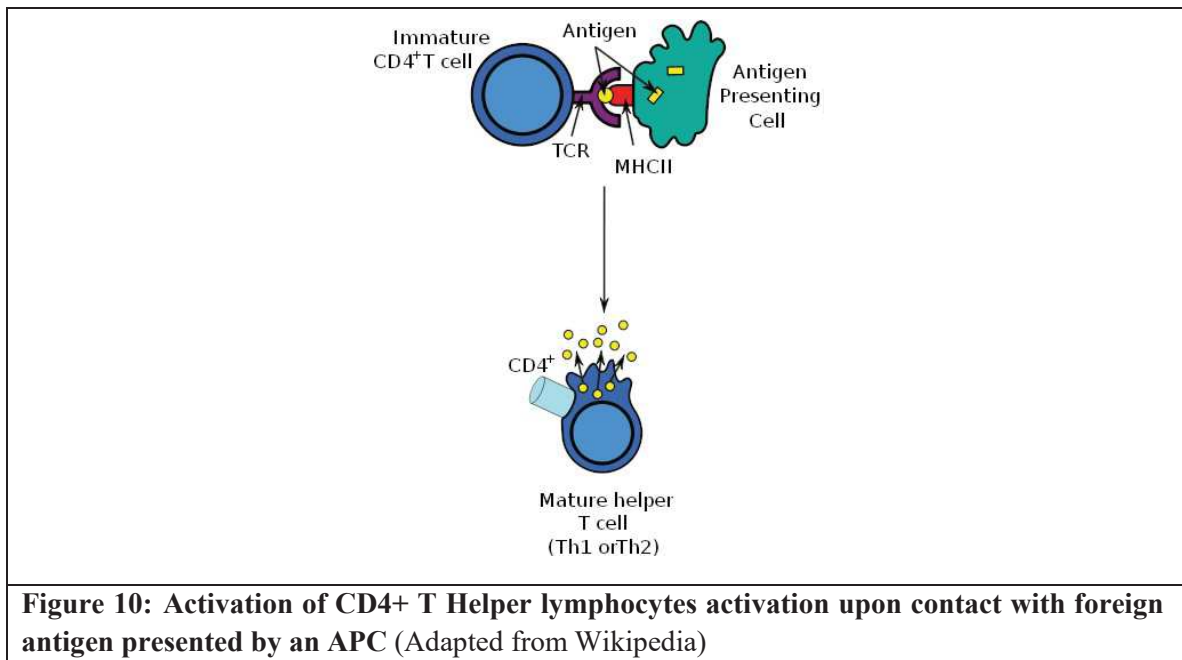 Immature
CD4+T cell
Antigen
Antigen
Presenting
Cell
TCR
MHCII
CD4+
Mature helper
T cell
(Th1 orTh2)
Figure 10: Activation of CD4+ T Helper lymphocytes activation upon contact with foreign
antigen presented by an APC (Adapted from Wikipedia)